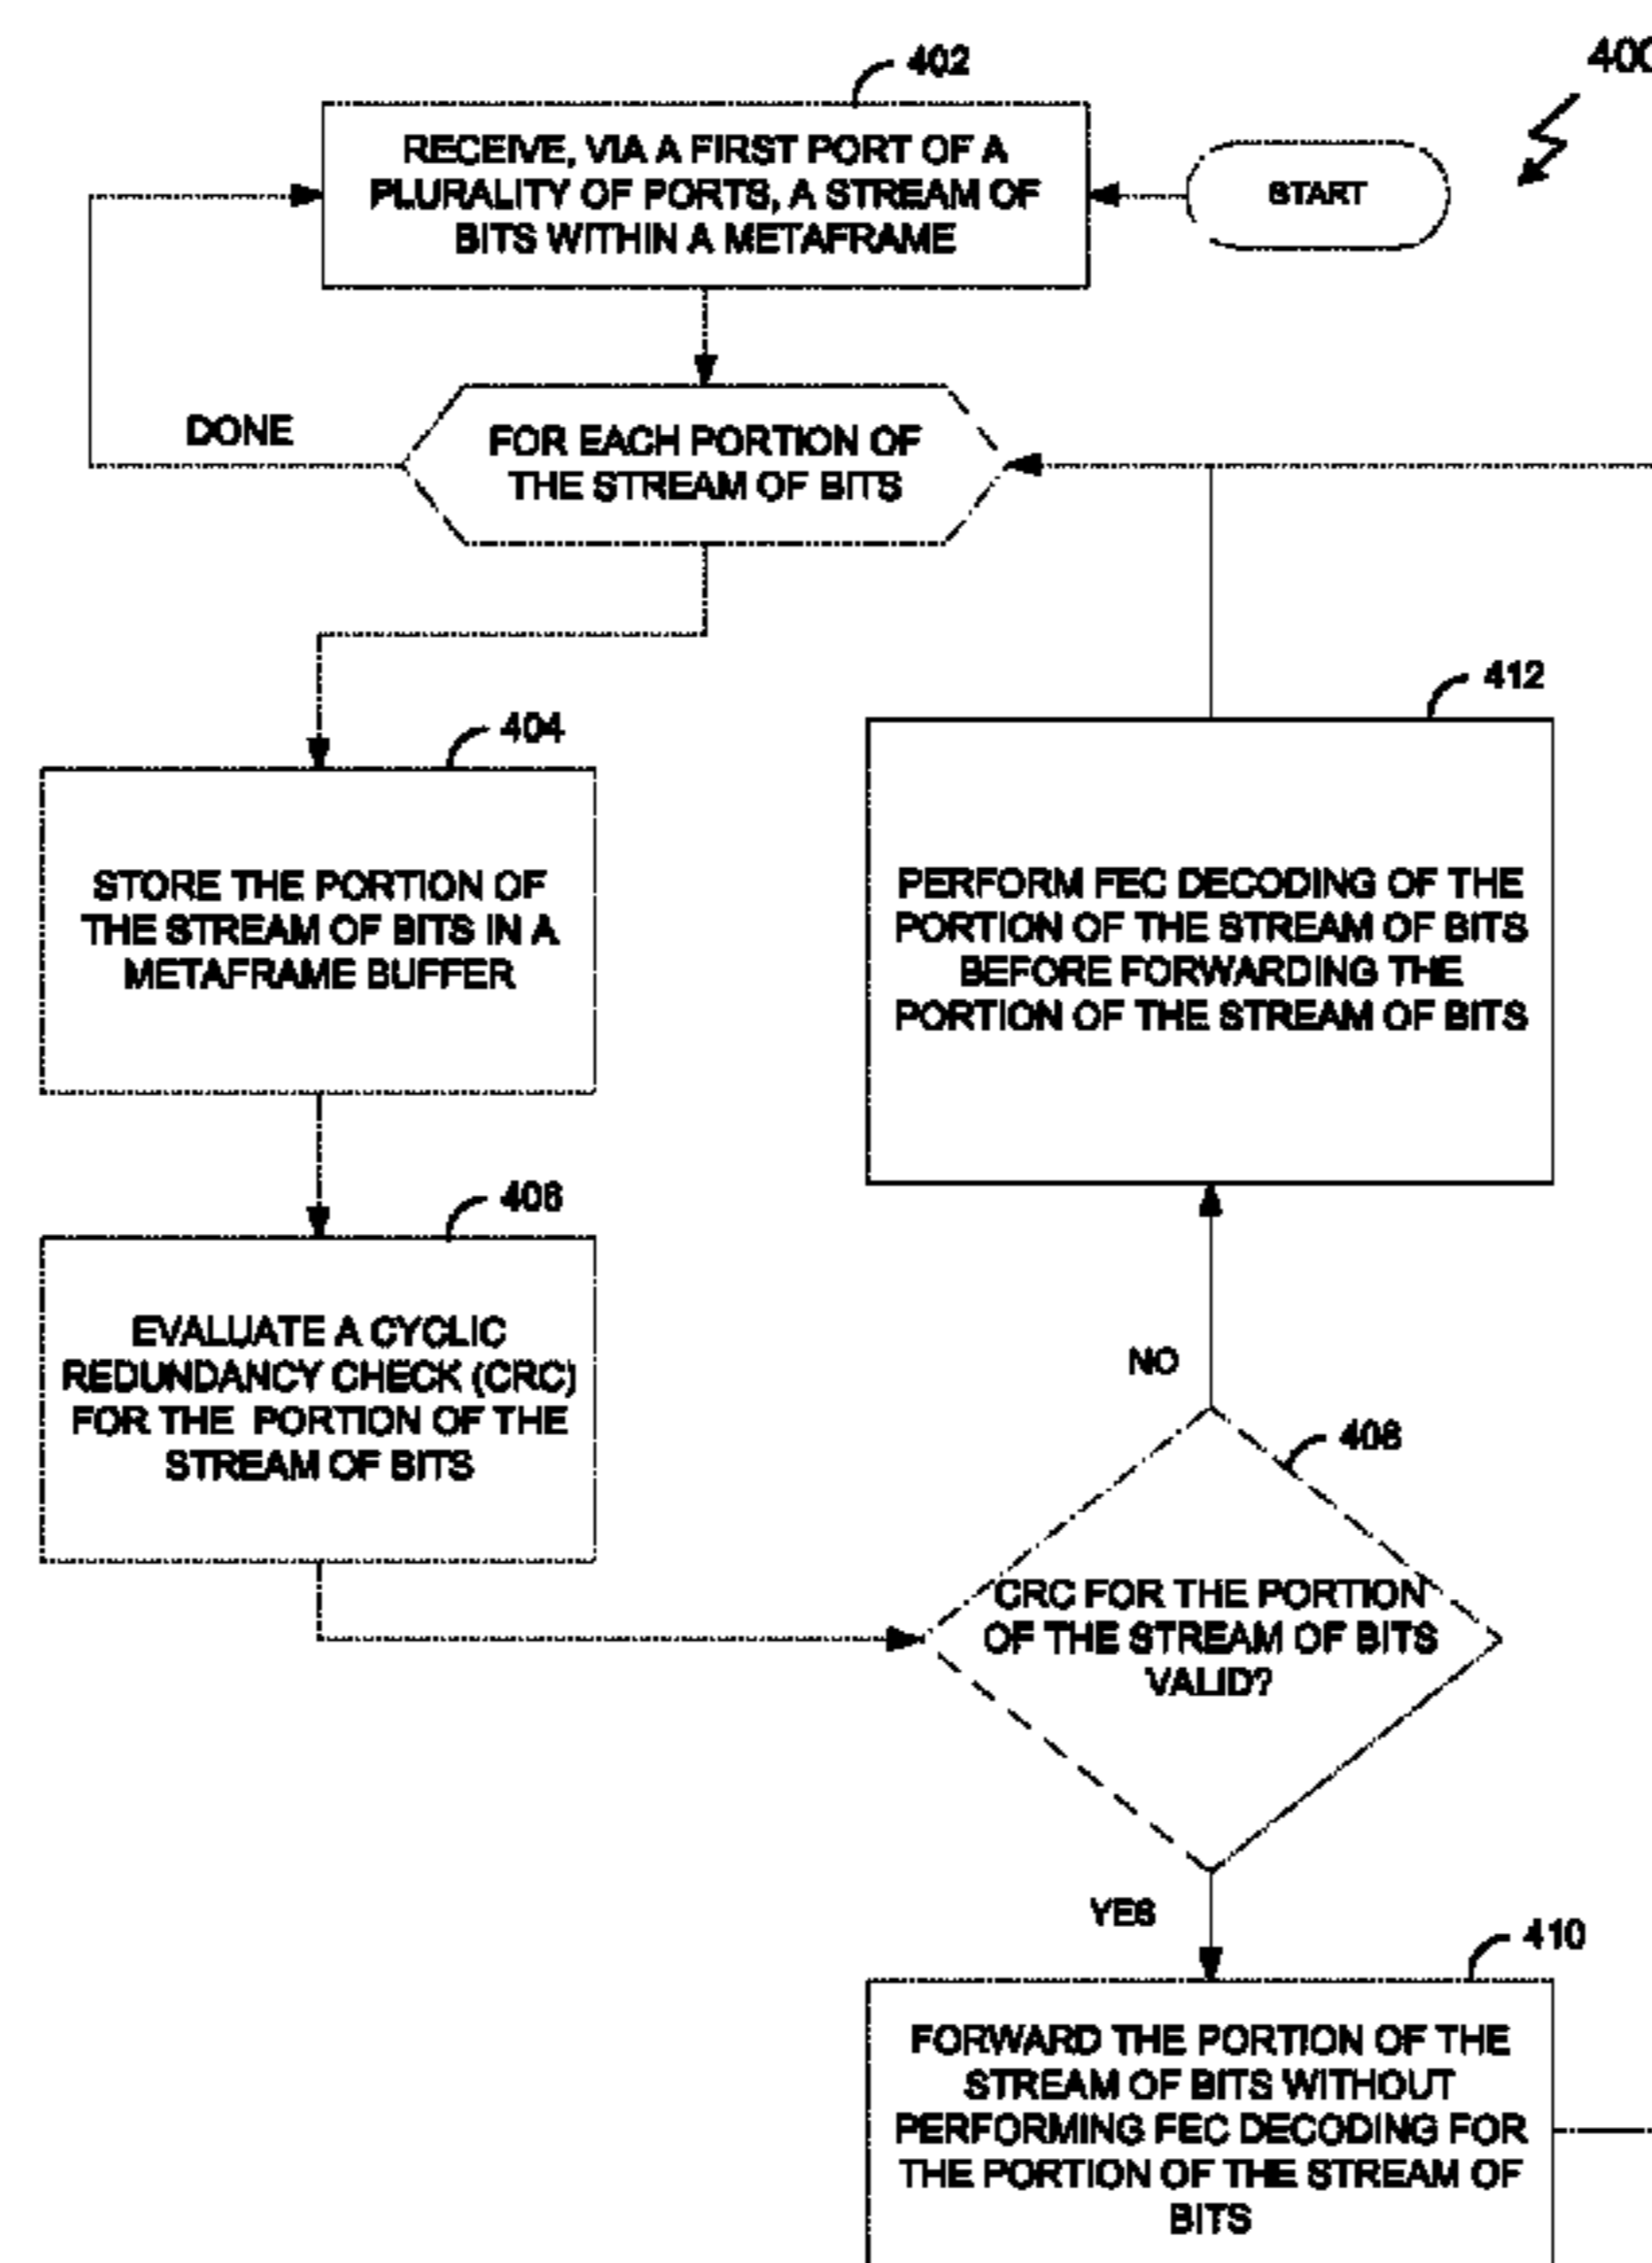 402
400
RECEIVE, VIA A FIRST PORT OF A
PLURALITY OF PORTS, A STREAM OF
BITS WITHIN A METAFRAME
START
DONE
FOR EACH PORTION OF
THE STREAM OF BITS
404
STORE THE PORTION OF
THE STREAM OF BITS IN A
METAFRAME BUFFER
412
PERFORM FEC DECODING OF THE
PORTION OF THE STREAM OF BITS
BEFORE FORWARDING THE
PORTION OF THE STREAM OF BITS
406
EVALUATE A CYCLIC
REDUNDANCY CHECK (CRC)
FOR THE PORTION OF THE
STREAM OF BITS
NO
408
CRC FOR THE PORTION
OF THE STREAM OF BITS
VALID?
YES
410
FORWARD THE PORTION OF THE
STREAM OF BITS WITHOUT
PERFORMING FEC DECODING FOR
THE PORTION OF THE STREAM OF
BITS